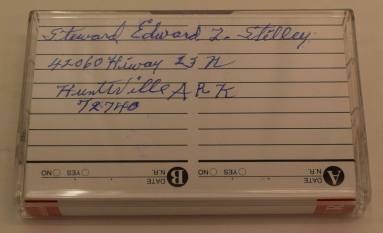 Steward Edward L. Stilley
42060 Hiway 23 N
Huntsville ARK
72740
A DATE N.R. YES NO
B DATE N.R. YES NO